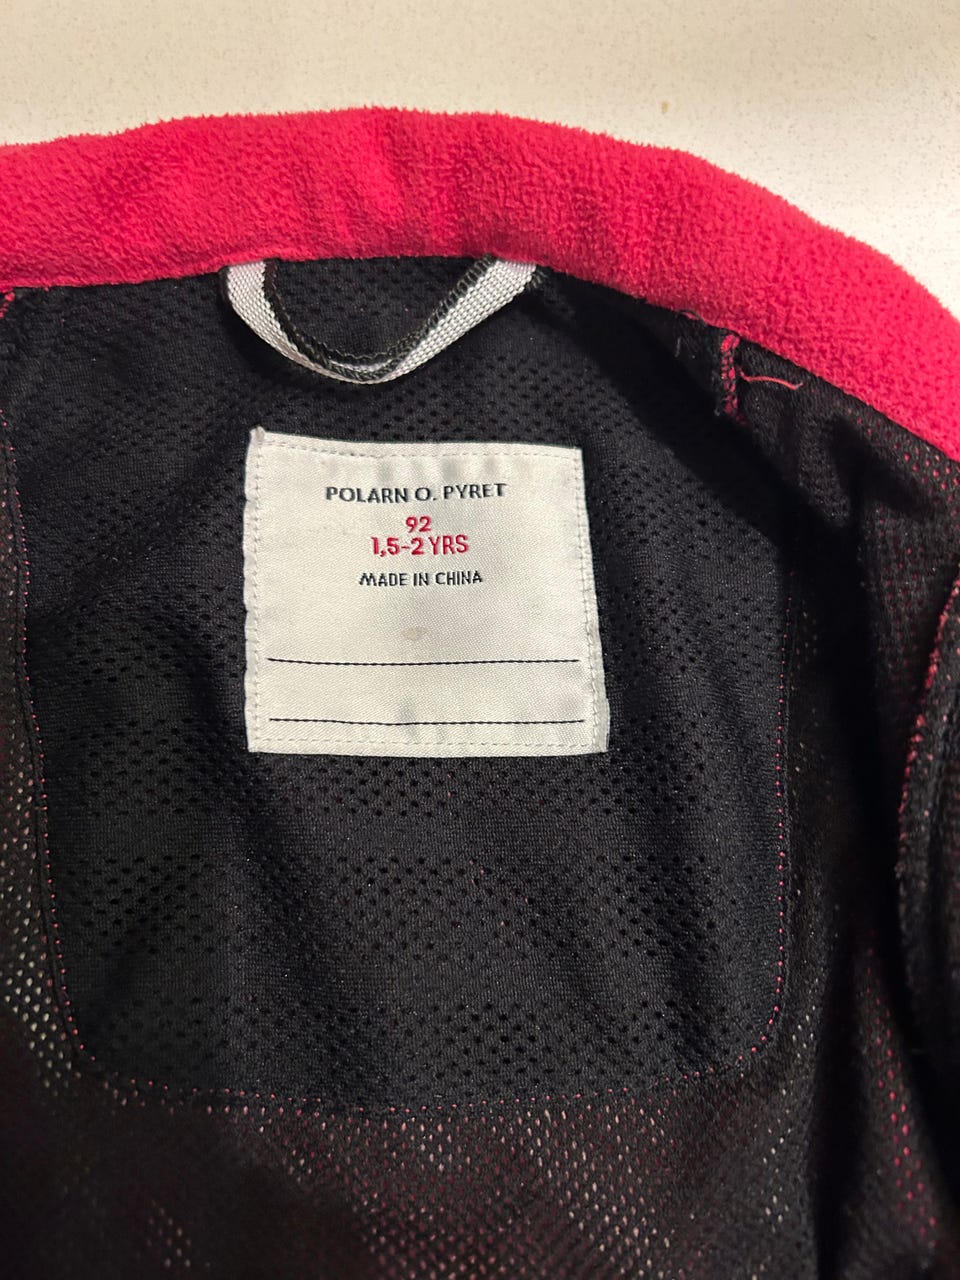 POLARN O. PYRET
92
1,5-2 YRS
MADE IN CHINA